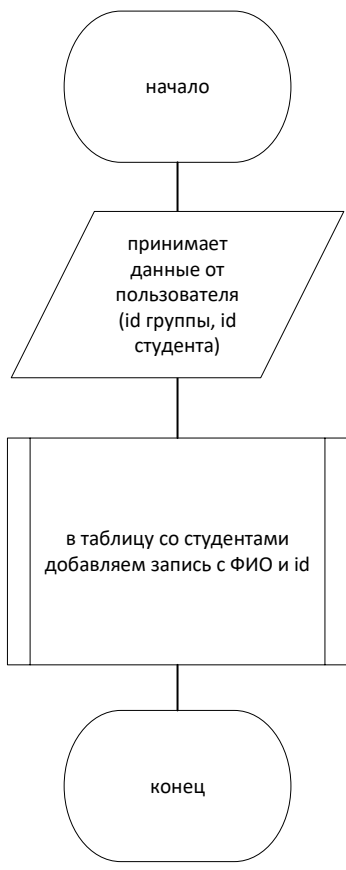 начало
принимает
данные от
пользователя
(id группы, id
студента)
в таблицу со студентами
добавляем запись с ФИО и id
конец